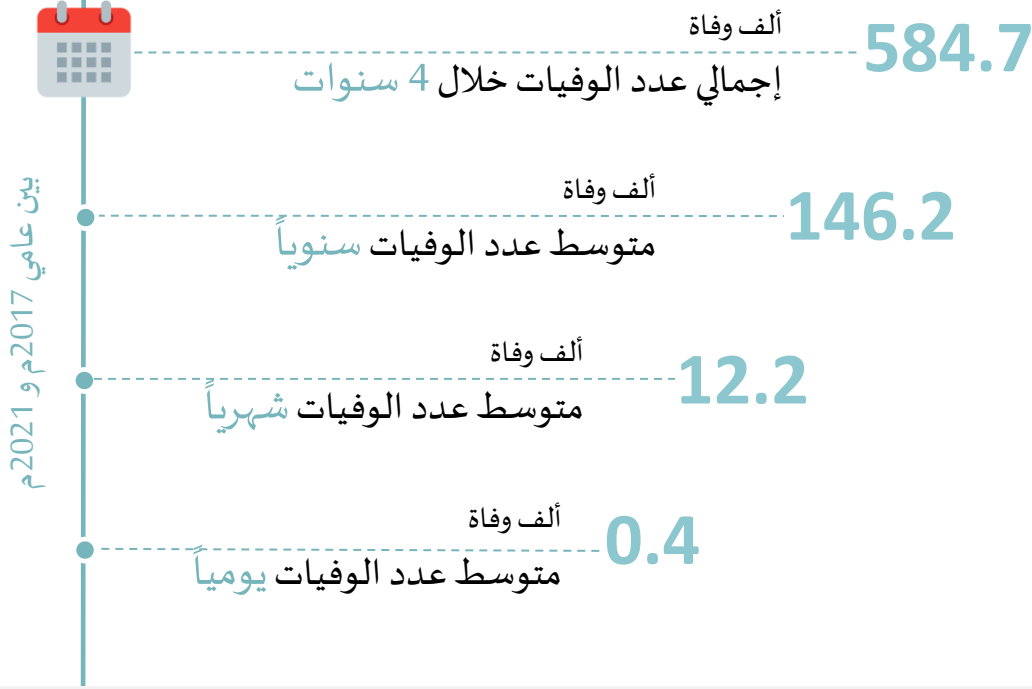 584.7
ألف وفاة
إجمالي عدد الوفيات خلال 4 سنوات
146.2
ألف وفاة
متوسط عدد الوفيات سنوياً
12.2
ألف وفاة
متوسط عدد الوفيات شهرياً
0.4
ألف وفاة
متوسط عدد الوفيات يومياً
بين عامي 2017م و 2021م